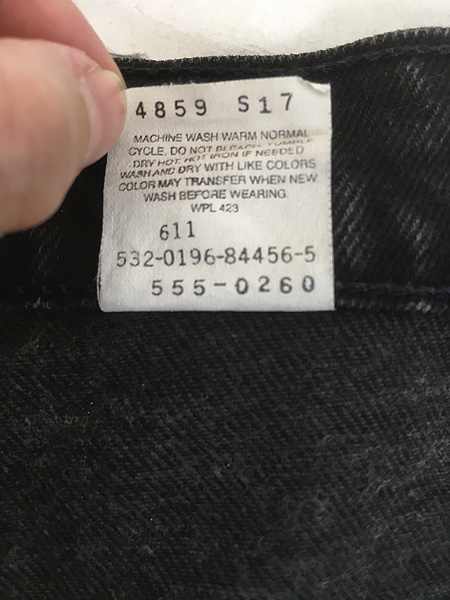 4859 S17
MACHINE WASH WARM NORMAL
CYCLE. DO NOT BLEACH. TUMBLE
DRY HOT. HOT IRON IF NEEDED
WASH AND DRY WITH LIKE COLORS
COLOR MAY TRANSFER WHEN NEW
WASH BEFORE WEARING.
WPL 423
611
532-0196-84456-5
555-0260